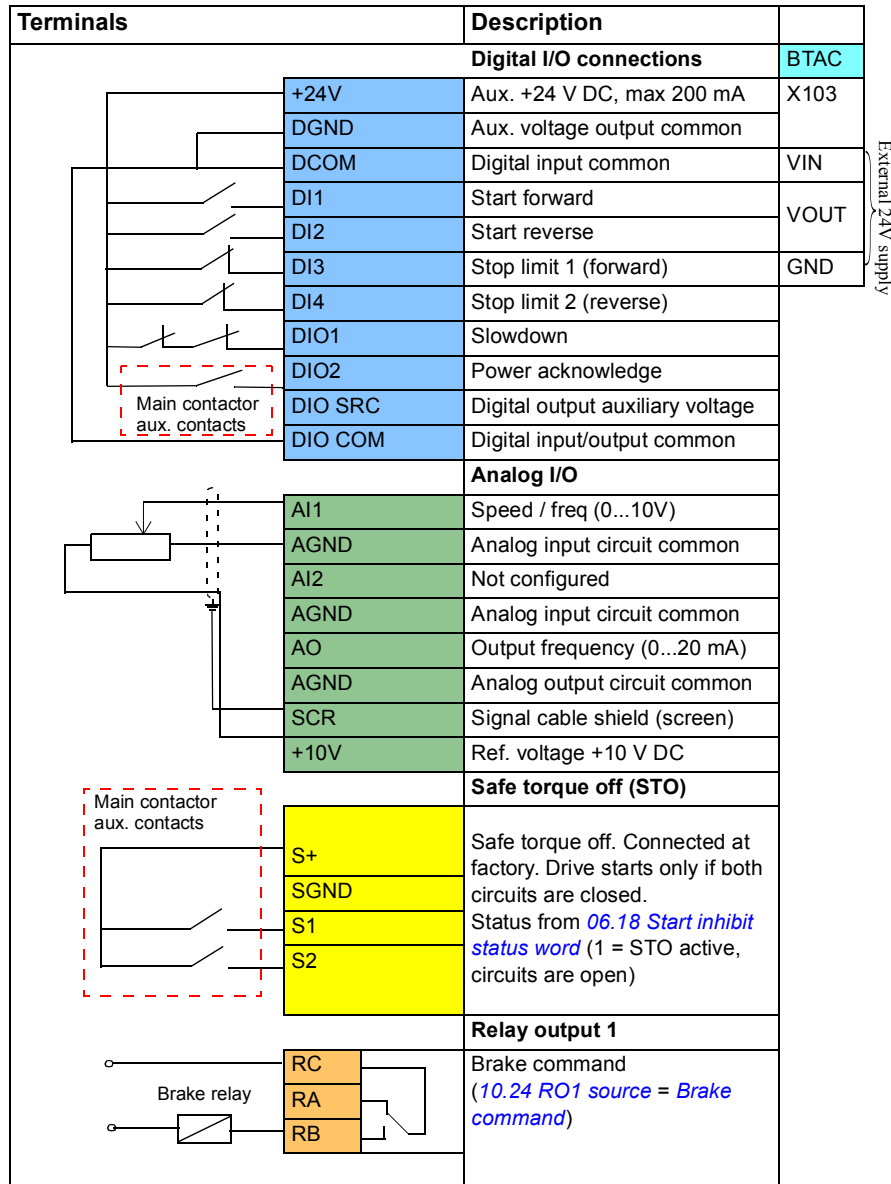 Terminals Description
Digital I/O connections BTAC
+24V Aux. +24 V DC, max 200 mA X103
DGND Aux. voltage output common
DCOM Digital input common VIN
DI1 Start forward VOUT
DI2 Start reverse
DI3 Stop limit 1 (forward) GND
DI4 Stop limit 2 (reverse)
DIO1 Slowdown
DIO2 Power acknowledge
DIO SRC Digital output auxiliary voltage
DIO COM Digital input/output common
Main contactor
aux. contacts
External 24V supply
Analog I/O
AI1 Speed / freq (0...10V)
AGND Analog input circuit common
AI2 Not configured
AGND Analog input circuit common
AO Output frequency (0...20 mA)
AGND Analog output circuit common
SCR Signal cable shield (screen)
+10V Ref. voltage +10 V DC
Safe torque off (STO)
Main contactor
aux. contacts
S+
SGND
S1
S2
Safe torque off. Connected at
factory. Drive starts only if both
circuits are closed.
Status from 06.18 Start inhibit
status word (1 = STO active,
circuits are open)
Relay output 1
Brake relay
RC
RA
RB
Brake command
(10.24 RO1 source = Brake
command)